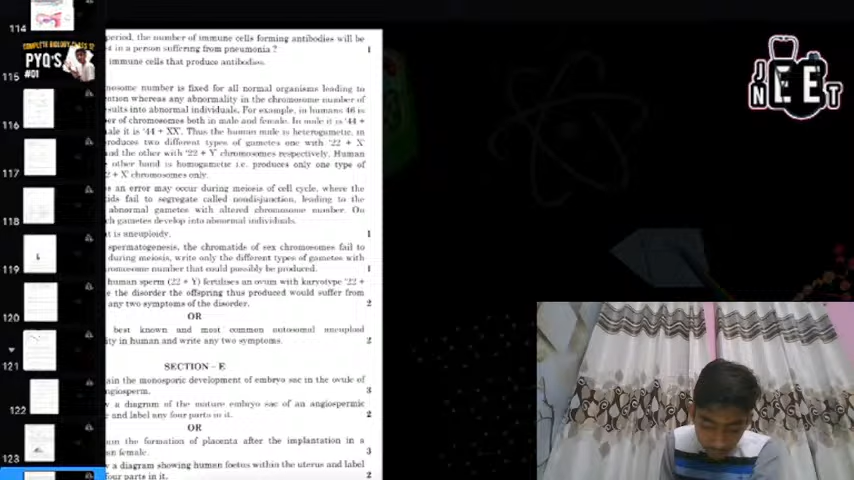 114
115
116
117
118
119
120
121
122
123
COMPLETE BIOLOGY CLASS 12
PYQ'S
#01
period, the number of immune cells forming antibodies will be
in a person suffering from pneumonia ? 1
immune cells that produce antibodies.
number is fixed for all normal organisms leading to
whereas any abnormality in the chromosome number of
into abnormal individuals. For example, in humans 46 is
of chromosomes both in male and female. In male it is '44 +
it is '44 + XX'. Thus the human male is heterogametic, in
two different types of gametes one with '22 + X'
and the other with '22 + Y' chromosomes respectively. Human
other hand is homogametic i.e. produces only one type of
+ X' chromosomes only.
an error may occur during meiosis of cell cycle, where the
fail to segregate called nondisjunction, leading to the
abnormal gametes with altered chromosome number. On
gametes develop into abnormal individuals.
is aneuploidy. 1
spermatogenesis, the chromatids of sex chromosomes fail to
during meiosis, write only the different types of gametes with
number that could possibly be produced. 1
human sperm (22 + Y) fertilises an ovum with karyotype '22 +
the disorder the offspring thus produced would suffer from
any two symptoms of the disorder. 2
OR
best known and most common autosomal aneuploid
in human and write any two symptoms. 2
SECTION – E
the monosporic development of embryo sac in the ovule of
3
a diagram of the mature embryo sac of an angiospermic
and label any four parts in it. 2
OR
the formation of placenta after the implantation in a
female. 3
a diagram showing human foetus within the uterus and label
four parts in it. 2
J NEET